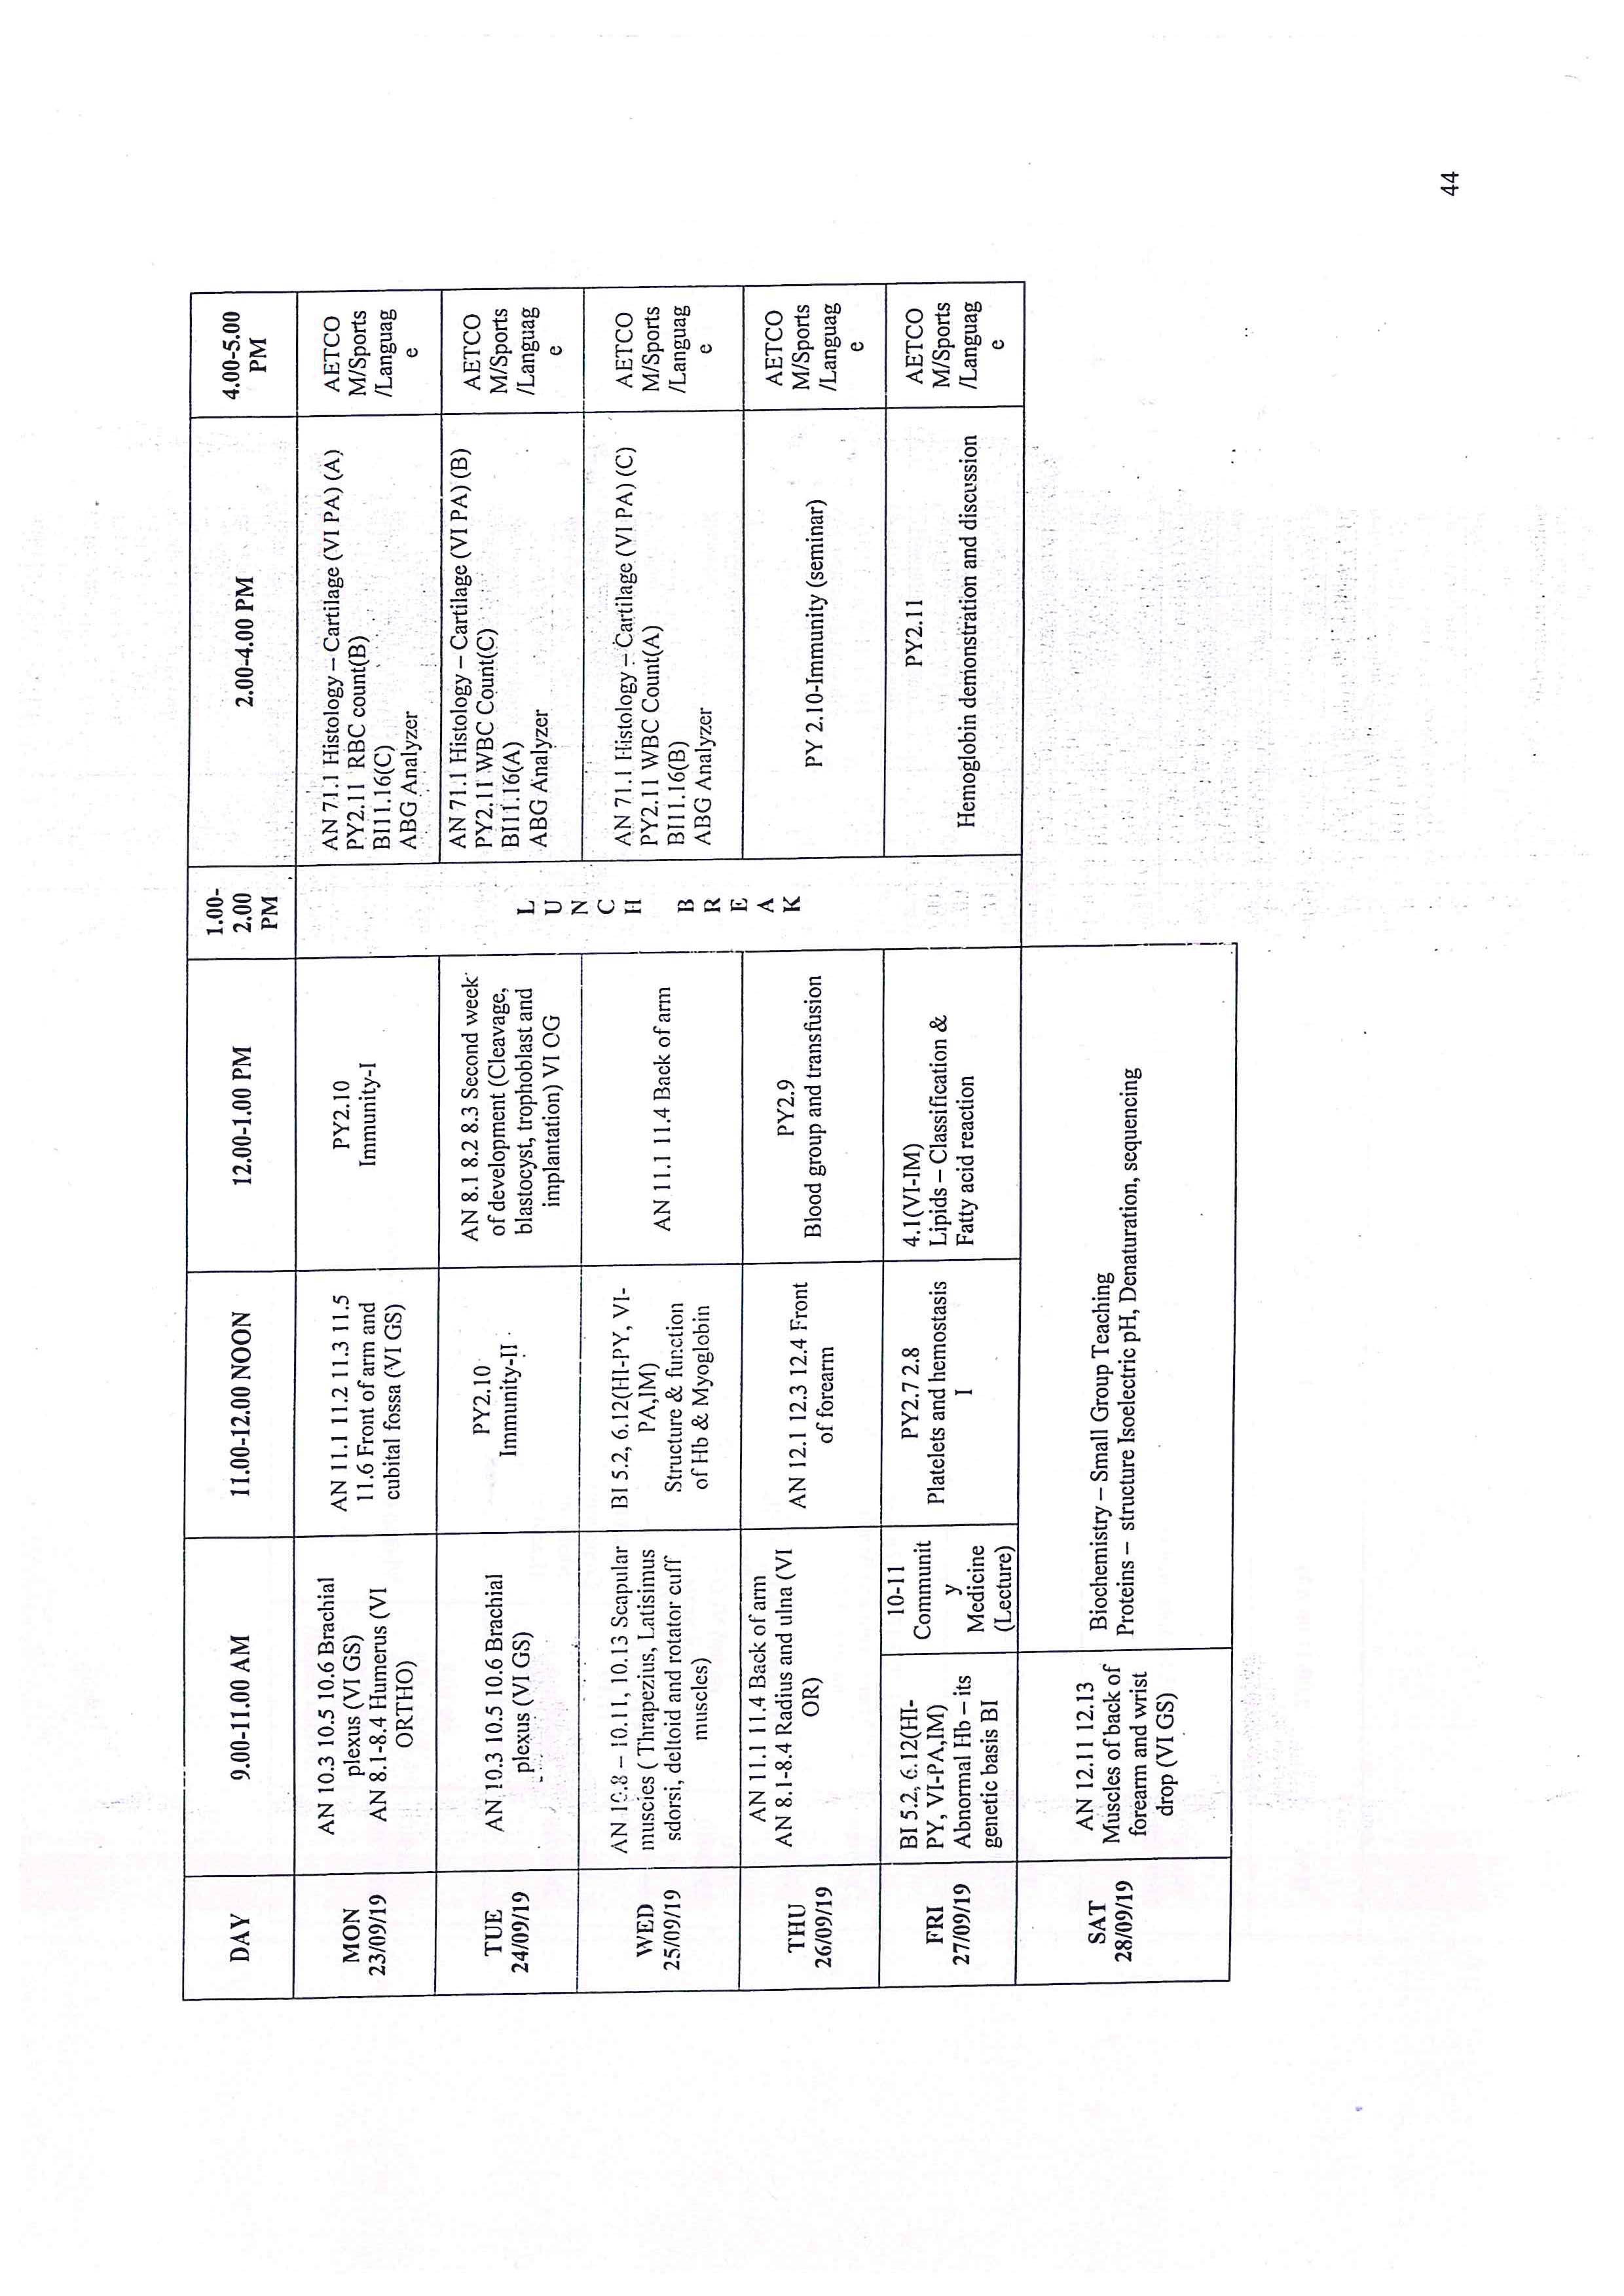 44
DAY
9.00-11.00 AM
11.00-12.00 NOON
12.00-1.00 PM
1.00-
2.00
PM
2.00-4.00 PM
4.00-5.00
PM
MON
23/09/19
AN 10.3 10.5 10.6 Brachial
plexus (VI GS)
AN 8.1-8.4 Humerus (VI
ORTHO)
AN 11.1 11.2 11.3 11.5
11.6 Front of arm and
cubital fossa (VI GS)
PY2.10
Immunity-I
L
U
N
C
H
B
R
E
A
K
AN 71.1 Histology – Cartilage (VI PA) (A)
PY2.11 RBC count(B)
BI11.16(C)
ABG Analyzer
AETCO
M/Sports
/Languag
e
TUE
24/09/19
AN 10.3 10.5 10.6 Brachial
plexus (VI GS)
PY2.10
Immunity-II
AN 8.1 8.2 8.3 Second week
of development (Cleavage,
blastocyst, trophoblast and
implantation) VI OG
AN 71.1 Histology – Cartilage (VI PA) (B)
PY2.11 WBC Count(C)
BI11.16(A)
ABG Analyzer
AETCO
M/Sports
/Languag
e
WED
25/09/19
AN 10.8 – 10.11, 10.13 Scapular
muscies ( Thrapezius, Latisimus
sdorsi, deltoid and rotator cuff
muscles)
BI 5.2, 6.12(HI-PY, VI-
PA,IM)
Structure & function
of Hb & Myoglobin
AN 11.1 11.4 Back of arm
AN 71.1 Histology – Cartilage (VI PA) (C)
PY2.11 WBC Count(A)
BI11.16(B)
ABG Analyzer
AETCO
M/Sports
/Languag
e
THU
26/09/19
AN 11.1 11.4 Back of arm
AN 8.1-8.4 Radius and ulna (VI
OR)
AN 12.1 12.3 12.4 Front
of forearm
PY2.9
Blood group and transfusion
PY 2.10-Immunity (seminar)
AETCO
M/Sports
/Languag
e
FRI
27/09/19
BI 5.2, 6.12(HI-
PY, VI-PA,IM)
Abnormal Hb – its
genetic basis BI
10-11
Communit
y
Medicine
(Lecture)
PY2.7 2.8
Platelets and hemostasis
I
4.1(VI-IM)
Lipids – Classification &
Fatty acid reaction
PY2.11
Hemoglobin demonstration and discussion
AETCO
M/Sports
/Languag
e
SAT
28/09/19
AN 12.11 12.13
Muscles of back of
forearm and wrist
drop (VI GS)
Biochemistry – Small Group Teaching
Proteins – structure Isoelectric pH, Denaturation, sequencing